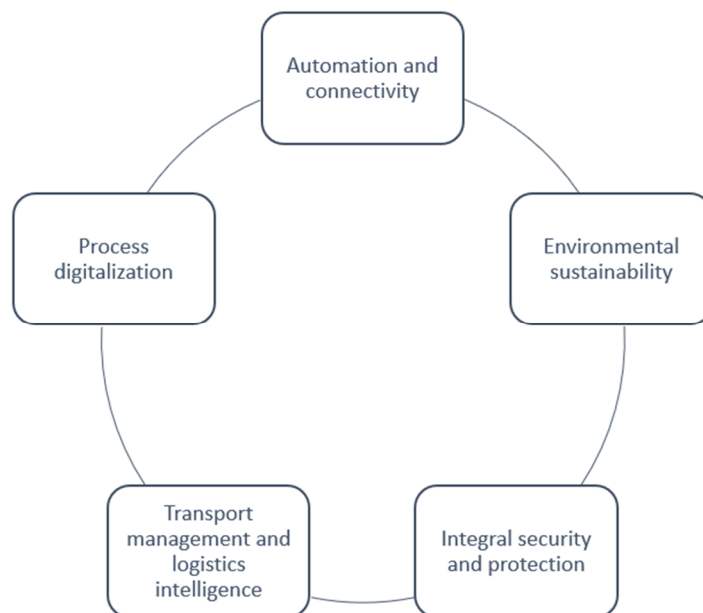 Automation and
connectivity
Environmental
sustainability
Integral security
and protection
Transport
management and
logistics
intelligence
Process
digitalization